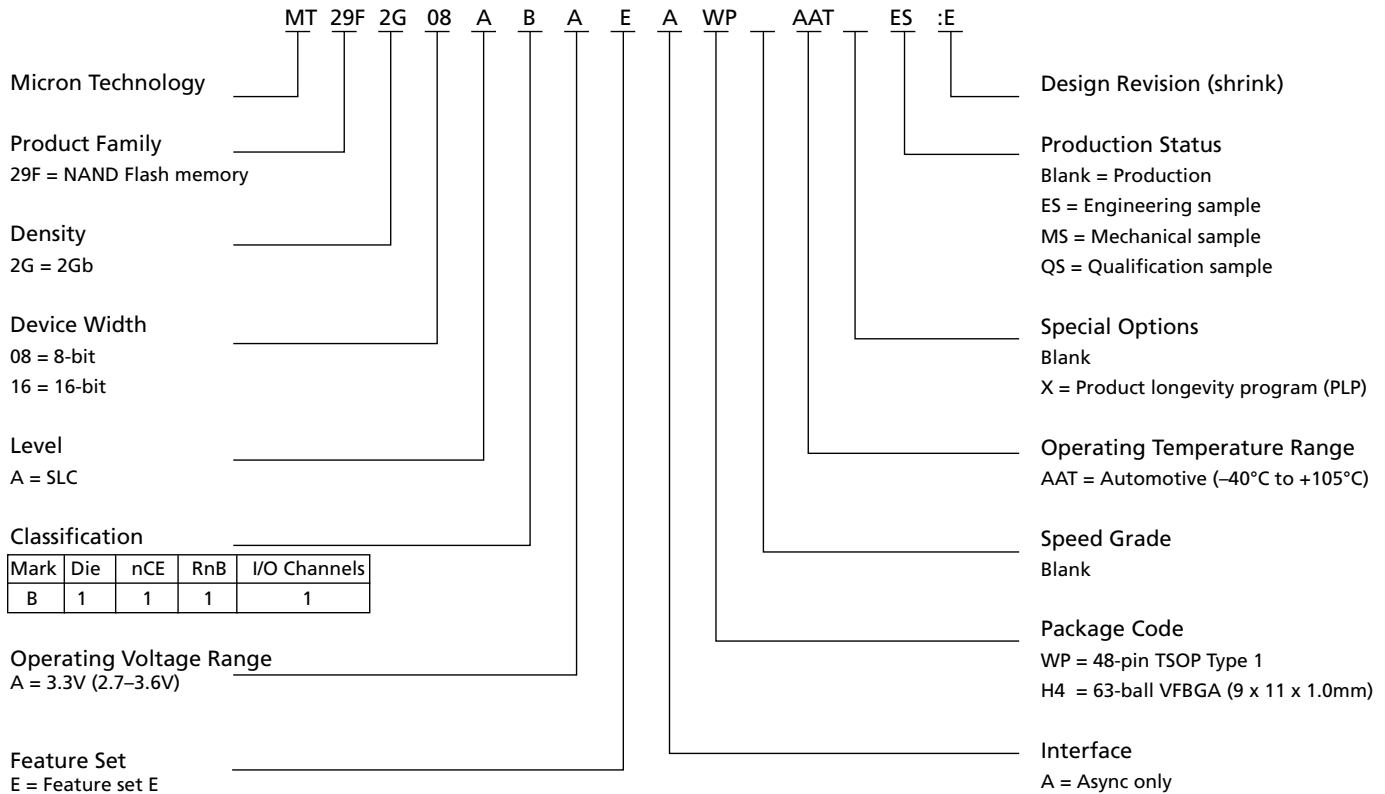 MT 29F 2G 08 A B A E A WP AAT ES :E
Micron Technology
Product Family
29F = NAND Flash memory
Density
2G = 2Gb
Device Width
08 = 8-bit
16 = 16-bit
Level
A = SLC
Classification
Mark Die nCE RnB I/O Channels
B 1 1 1 1
Operating Voltage Range
A = 3.3V (2.7–3.6V)
Feature Set
E = Feature set E
Design Revision (shrink)
Production Status
Blank = Production
ES = Engineering sample
MS = Mechanical sample
QS = Qualification sample
Special Options
Blank
X = Product longevity program (PLP)
Operating Temperature Range
AAT = Automotive (–40°C to +105°C)
Speed Grade
Blank
Package Code
WP = 48-pin TSOP Type 1
H4 = 63-ball VFBGA (9 x 11 x 1.0mm)
Interface
A = Async only